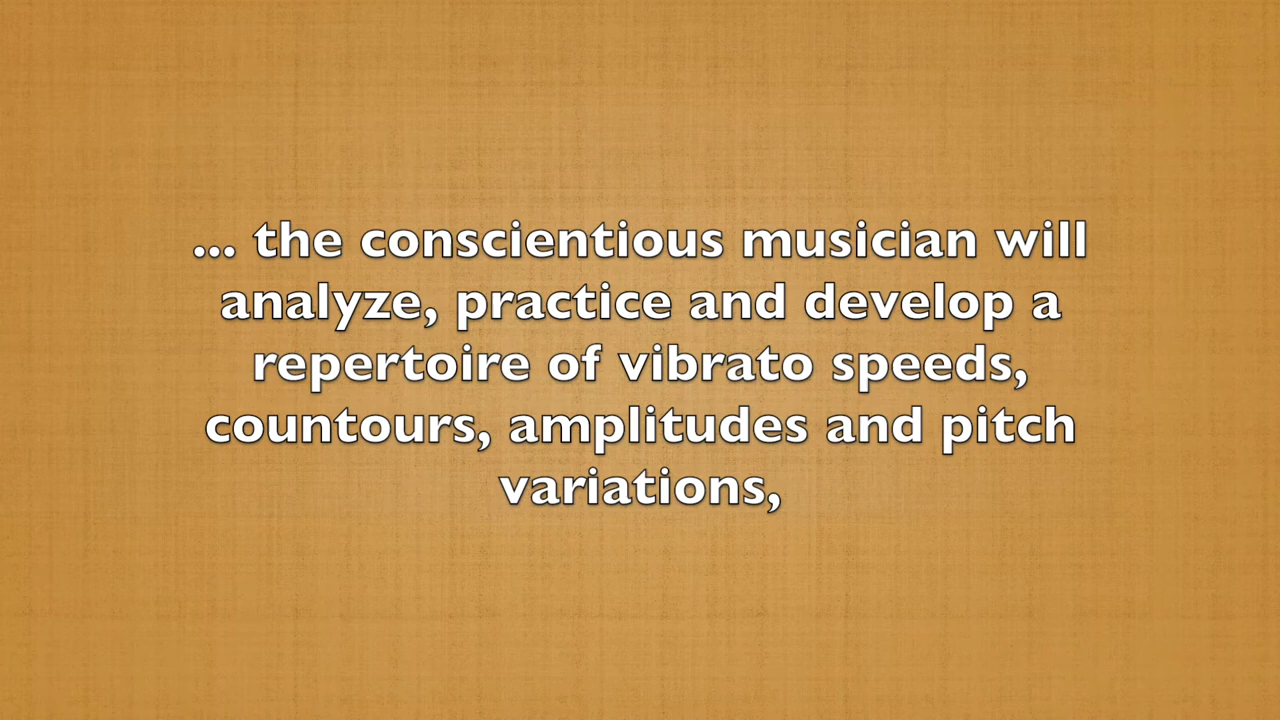 ... the conscientious musician will
analyze, practice and develop a
repertoire of vibrato speeds,
countours, amplitudes and pitch
variations,